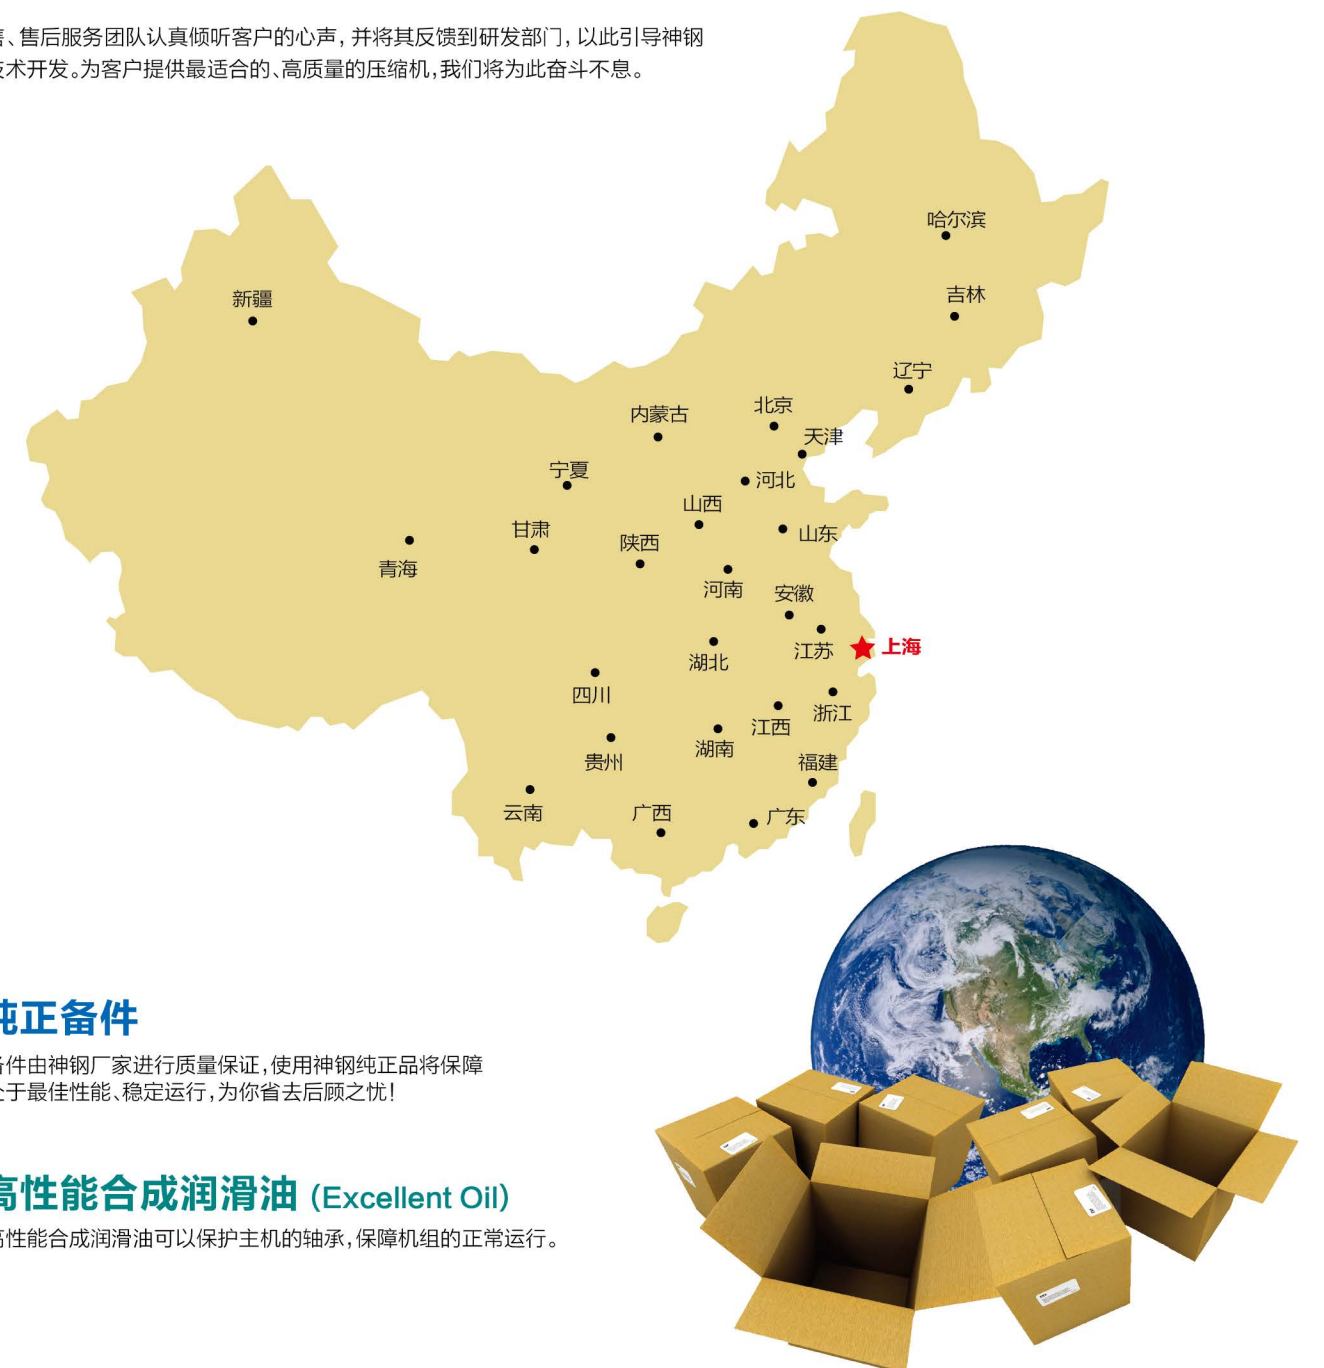 、售后服务团队认真倾听客户的心声,并将其反馈到研发部门,以此引导神钢
术开发。为客户提供最适合的、高质量的压缩机,我们将为此奋斗不息。
哈尔滨
吉林
新疆
辽宁
北京
内蒙古
天津
宁夏
河北
山西
甘肃
山东
陕西
青海
河南
安徽
上海
江苏
湖北
四川
浙江
江西
湖南
贵州
福建
云南
广西
广东
纯正备件
件由神钢厂家进行质量保证,使用神钢纯正品将保障
于最佳性能、稳定运行,为你省去后顾之忧!
高性能合成润滑油 (Excellent Oil)
高性能合成润滑油可以保护主机的轴承,保障机组的正常运行。